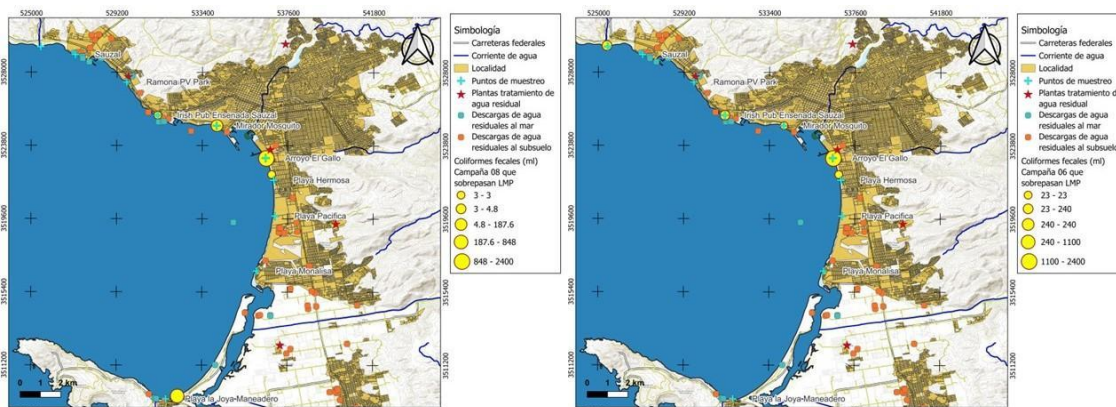 525000 529200 533400 537600 541800
3528000
3523800
3519600
3515400
3511200
Sauzal
Ramona PV Park
Irish Pub Ensenada Sauzal
Mirador Mosquito
Arroyo El Gallo
Playa Hermosa
Playa Pacifica
Playa Monalisa
Playa la Joya-Maneadero
0 1 2 km
Simbología
Carreteras federales
Corriente de agua
Localidad
Puntos de muestreo
Plantas tratamiento de
agua residual
Descargas de agua
residuales al mar
Descargas de agua
residuales al subsuelo
Coliformes fecales (ml)
Campaña 08 que
sobrepasan LMP
3 - 3
3 - 4.8
4.8 - 187.6
187.6 - 848
848 - 2400
525000 529200 533400 537600 541800
3528000
3523800
3519600
3515400
3511200
Sauzal
Ramona PV Park
Irish Pub Ensenada Sauzal
Mirador Mosquito
Arroyo El Gallo
Playa Hermosa
Playa Pacifica
Playa Monalisa
Playa la Joya-Maneadero
0 1 2 km
Simbología
Carreteras federales
Corriente de agua
Localidad
Puntos de muestreo
Plantas tratamiento de
agua residual
Descargas de agua
residuales al mar
Descargas de agua
residuales al subsuelo
Coliformes fecales (ml)
Campaña 06 que
sobrepasan LMP
23 - 23
23 - 240
240 - 240
240 - 1100
1100 - 2400